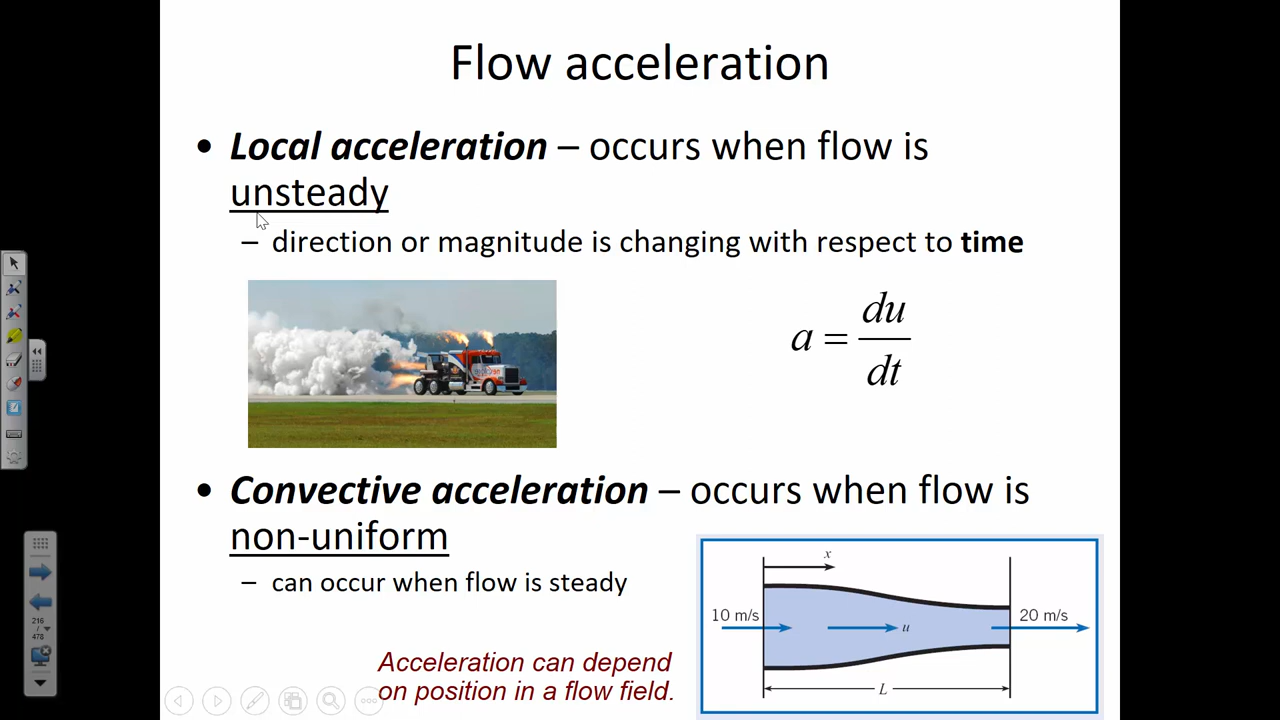 Flow acceleration
• Local acceleration – occurs when flow is
unsteady
– direction or magnitude is changing with respect to time
a = du/dt
• Convective acceleration – occurs when flow is
non-uniform
– can occur when flow is steady
x
10 m/s
u
20 m/s
L
Acceleration can depend
on position in a flow field.
216
/
478